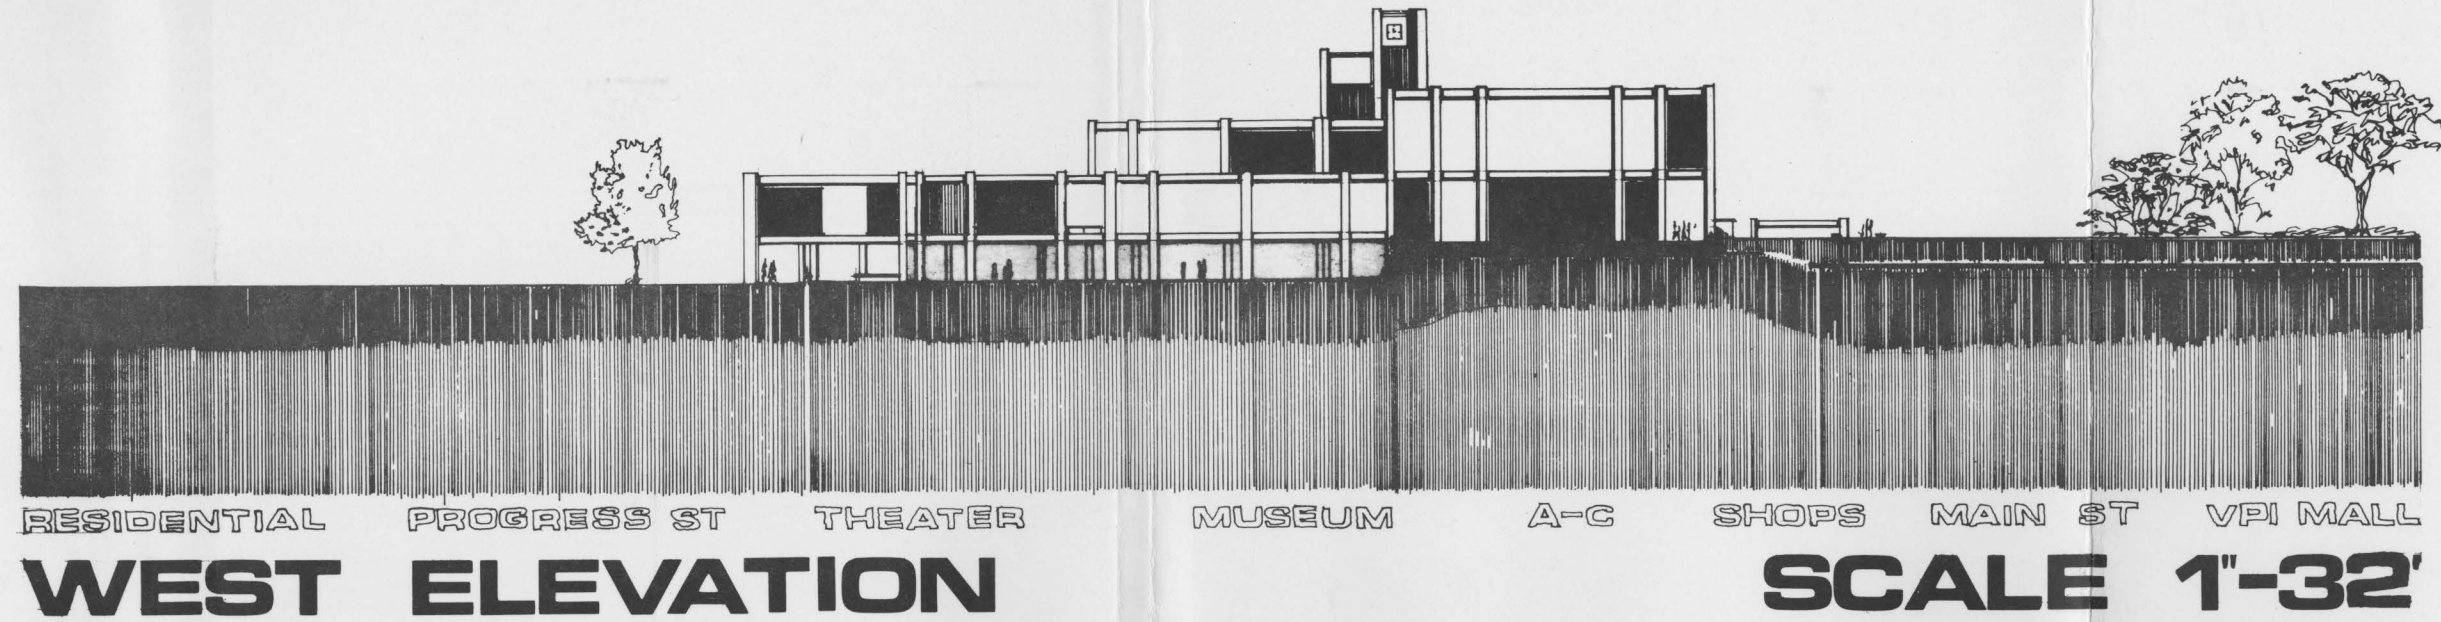 RESIDENTIAL PROGRESS ST THEATER MUSEUM A-C SHOPS MAIN ST VPI MALL
WEST ELEVATION SCALE 1"-32'